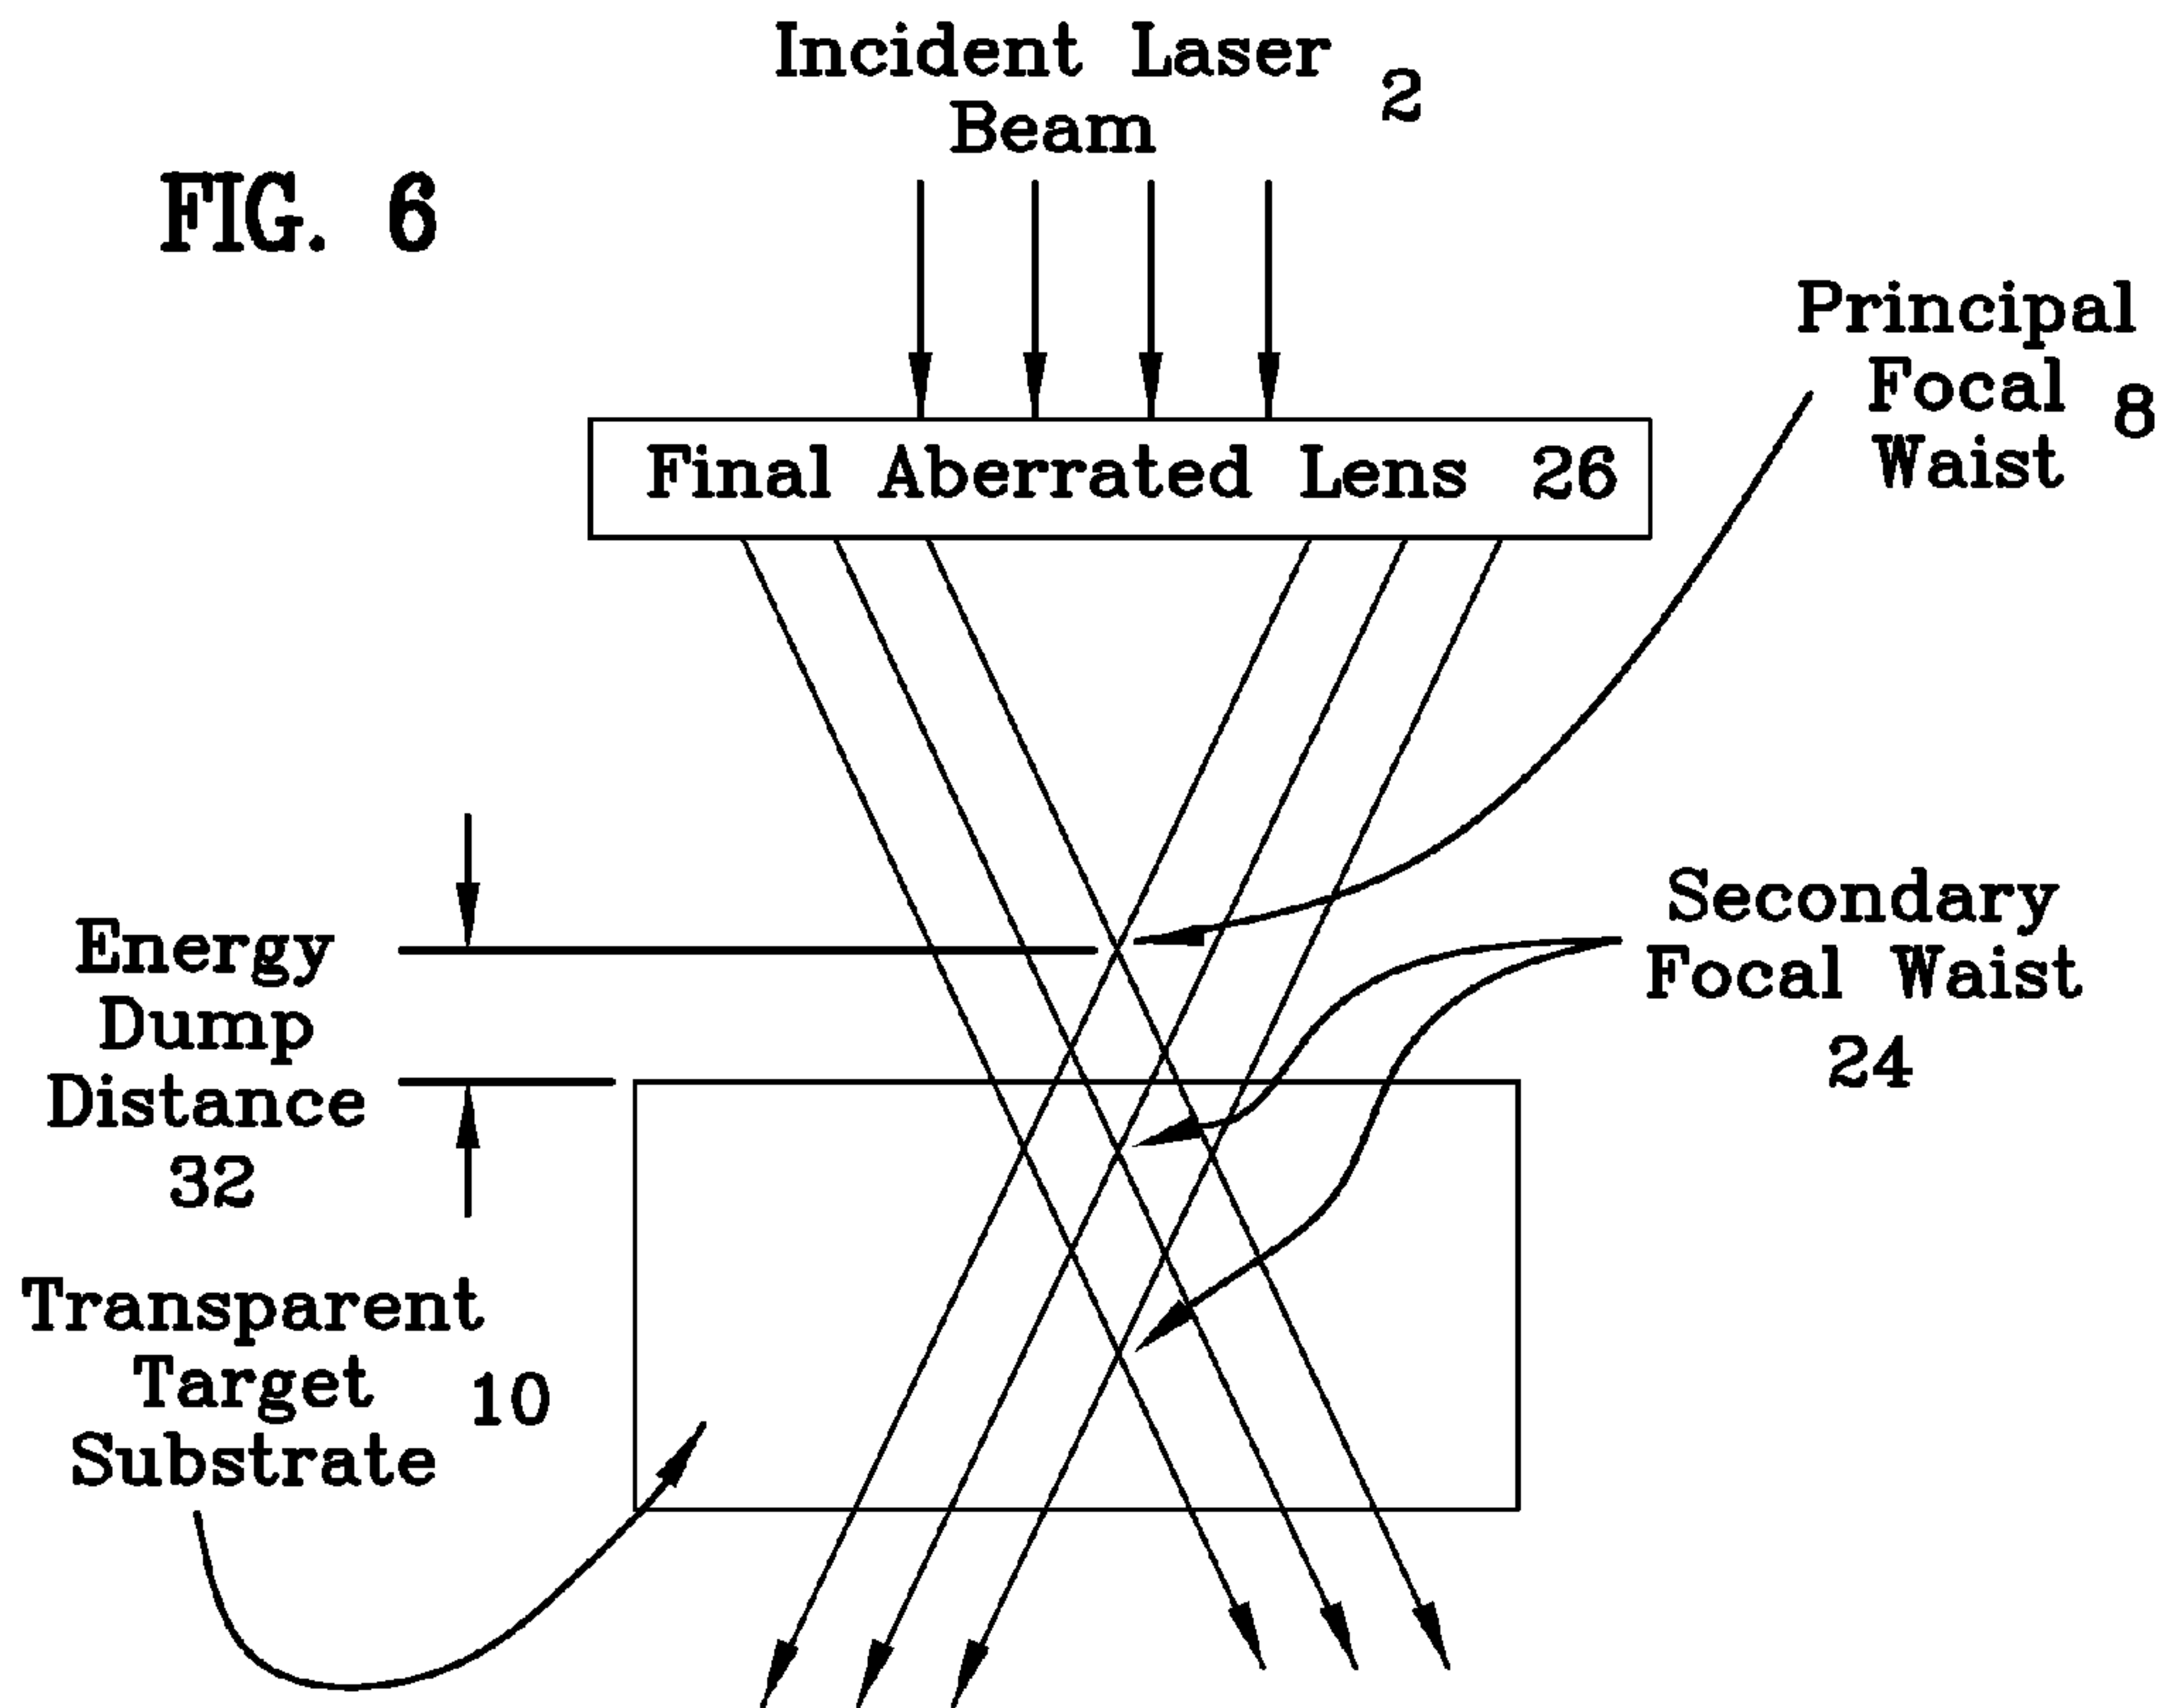 Incident Laser
Beam 2
FIG. 6
Principal
Focal 8
Waist
Final Aberrated Lens 26
Secondary
Focal Waist
24
Energy
Dump
Distance
32
Transparent
Target 10
Substrate